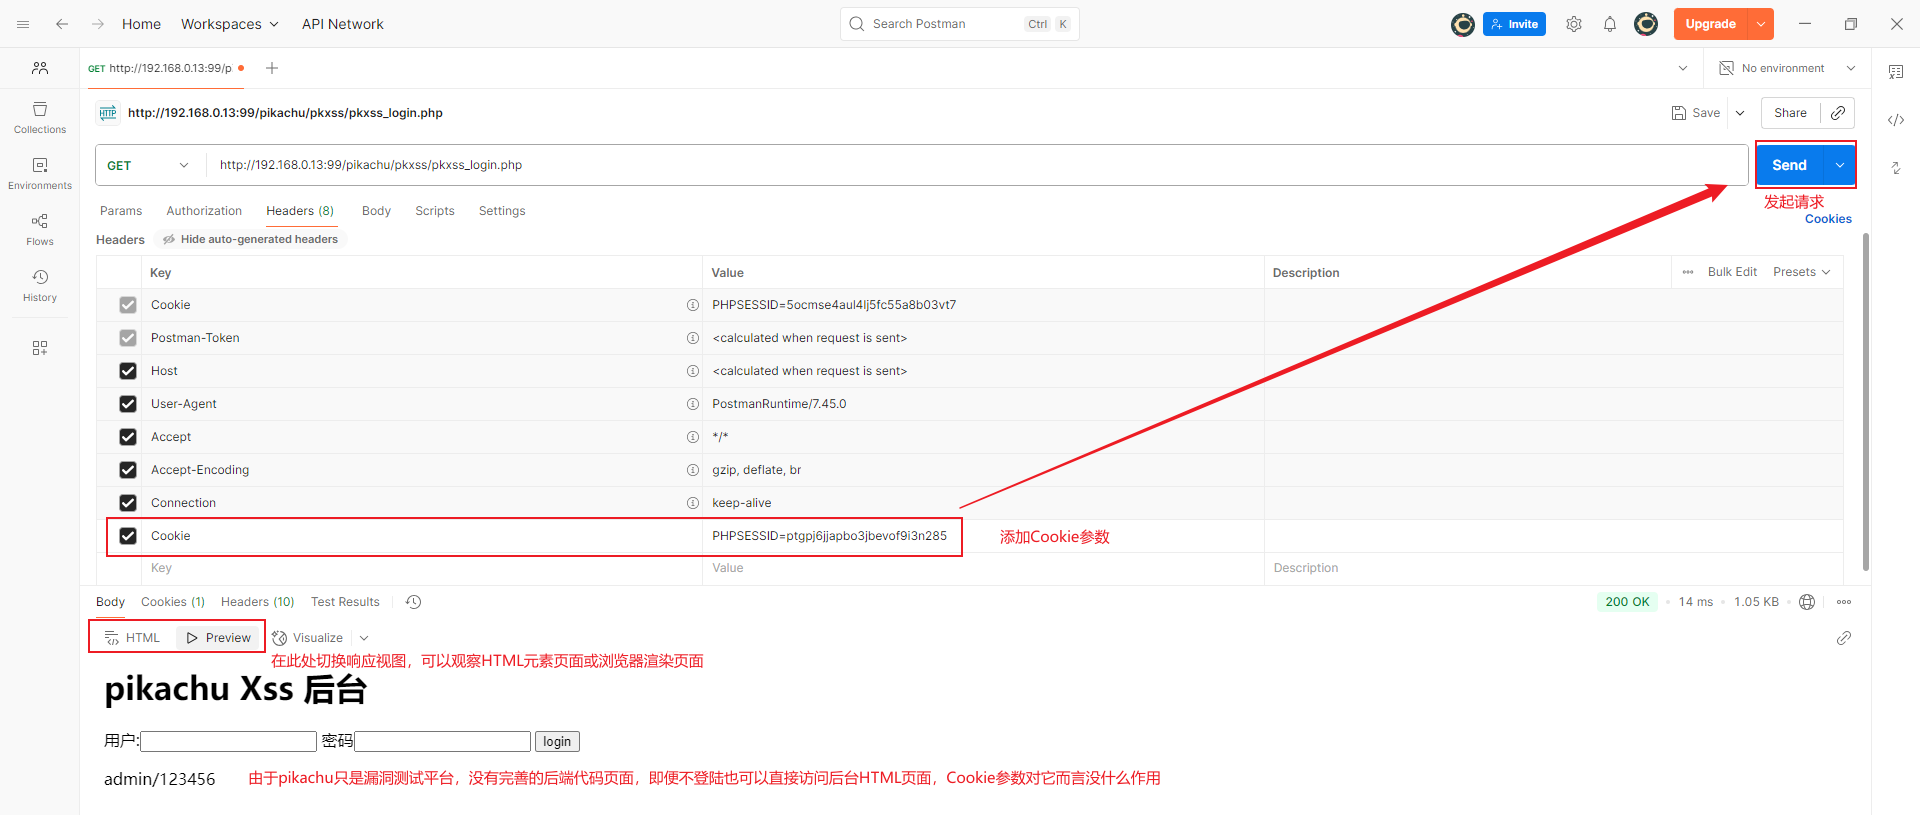 Home Workspaces API Network Search Postman Ctrl K Invite Upgrade
GET http://192.168.0.13:99/p No environment
HTTP http://192.168.0.13:99/pikachu/pkxss/pkxss_login.php Save Share
Collections
GET http://192.168.0.13:99/pikachu/pkxss/pkxss_login.php Send
Environments
发起请求
Params Authorization Headers (8) Body Scripts Settings
Cookies
Flows
Headers Hide auto-generated headers
Key Value Description Bulk Edit Presets
History
Cookie PHPSESSID=5ocmse4aul4lj5fc55a8b03vt7
Postman-Token <calculated when request is sent>
Host <calculated when request is sent>
User-Agent PostmanRuntime/7.45.0
Accept */*
Accept-Encoding gzip, deflate, br
Connection keep-alive
Cookie PHPSESSID=ptgpj6jjapbo3jbevof9i3n285 添加Cookie参数
Key Value Description
Body Cookies (1) Headers (10) Test Results 200 OK 14 ms 1.05 KB
HTML Preview Visualize
在此处切换响应视图，可以观察HTML元素页面或浏览器渲染页面
pikachu Xss 后台
用户: 密码 login
admin/123456 由于pikachu只是漏洞测试平台，没有完善的后端代码页面，即便不登陆也可以直接访问后台HTML页面，Cookie参数对它而言没什么作用